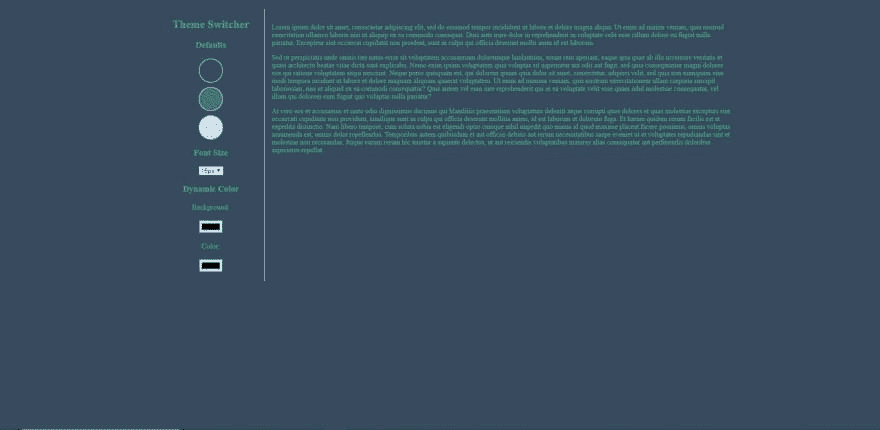 Theme Switcher
Defaults
Font Size
Dynamic Color
Background
Color
Lorem ipsum dolor sit amet, consectetur adipiscing elit, sed do eiusmod tempor incididunt ut labore et dolore magna aliqua. Ut enim ad minim veniam, quis nostrud
exercitation ullamco laboris nisi ut aliquip ex ea commodo consequat. Duis aute irure dolor in reprehenderit in voluptate velit esse cillum dolore eu fugiat nulla
pariatur. Excepteur sint occaecat cupidatat non proident, sunt in culpa qui officia deserunt mollit anim id est laborum.
Sed ut perspiciatis unde omnis iste natus error sit voluptatem accusantium doloremque laudantium, totam rem aperiam, eaque ipsa quae ab illo inventore veritatis et
quasi architecto beatae vitae dicta sunt explicabo. Nemo enim ipsam voluptatem quia voluptas sit aspernatur aut odit aut fugit, sed quia consequuntur magni dolores
eos qui ratione voluptatem sequi nesciunt. Neque porro quisquam est, qui dolorem ipsum quia dolor sit amet, consectetur, adipisci velit, sed quia non numquam eius
modi tempora incidunt ut labore et dolore magnam aliquam quaerat voluptatem. Ut enim ad minima veniam, quis nostrum exercitationem ullam corporis suscipit
laboriosam, nisi ut aliquid ex ea commodi consequatur? Quis autem vel eum iure reprehenderit qui in ea voluptate velit esse quam nihil molestiae consequatur, vel
illum qui dolorem eum fugiat quo voluptas nulla pariatur?
At vero eos et accusamus et iusto odio dignissimos ducimus qui blanditiis praesentium voluptatum deleniti atque corrupti quos dolores et quas molestias excepturi sint
occaecati cupiditate non provident, similique sunt in culpa qui officia deserunt mollitia animi, id est laborum et dolorum fuga. Et harum quidem rerum facilis est et
expedita distinctio. Nam libero tempore, cum soluta nobis est eligendi optio cumque nihil impedit quo minus id quod maxime placeat facere possimus, omnis voluptas
assumenda est, omnis dolor repellendus. Temporibus autem quibusdam et aut officiis debitis aut rerum necessitatibus saepe eveniet ut et voluptates repudiandae sint et
molestiae non recusandae. Itaque earum rerum hic tenetur a sapiente delectus, ut aut reiciendis voluptatibus maiores alias consequatur aut perferendis doloribus
asperiores repellat